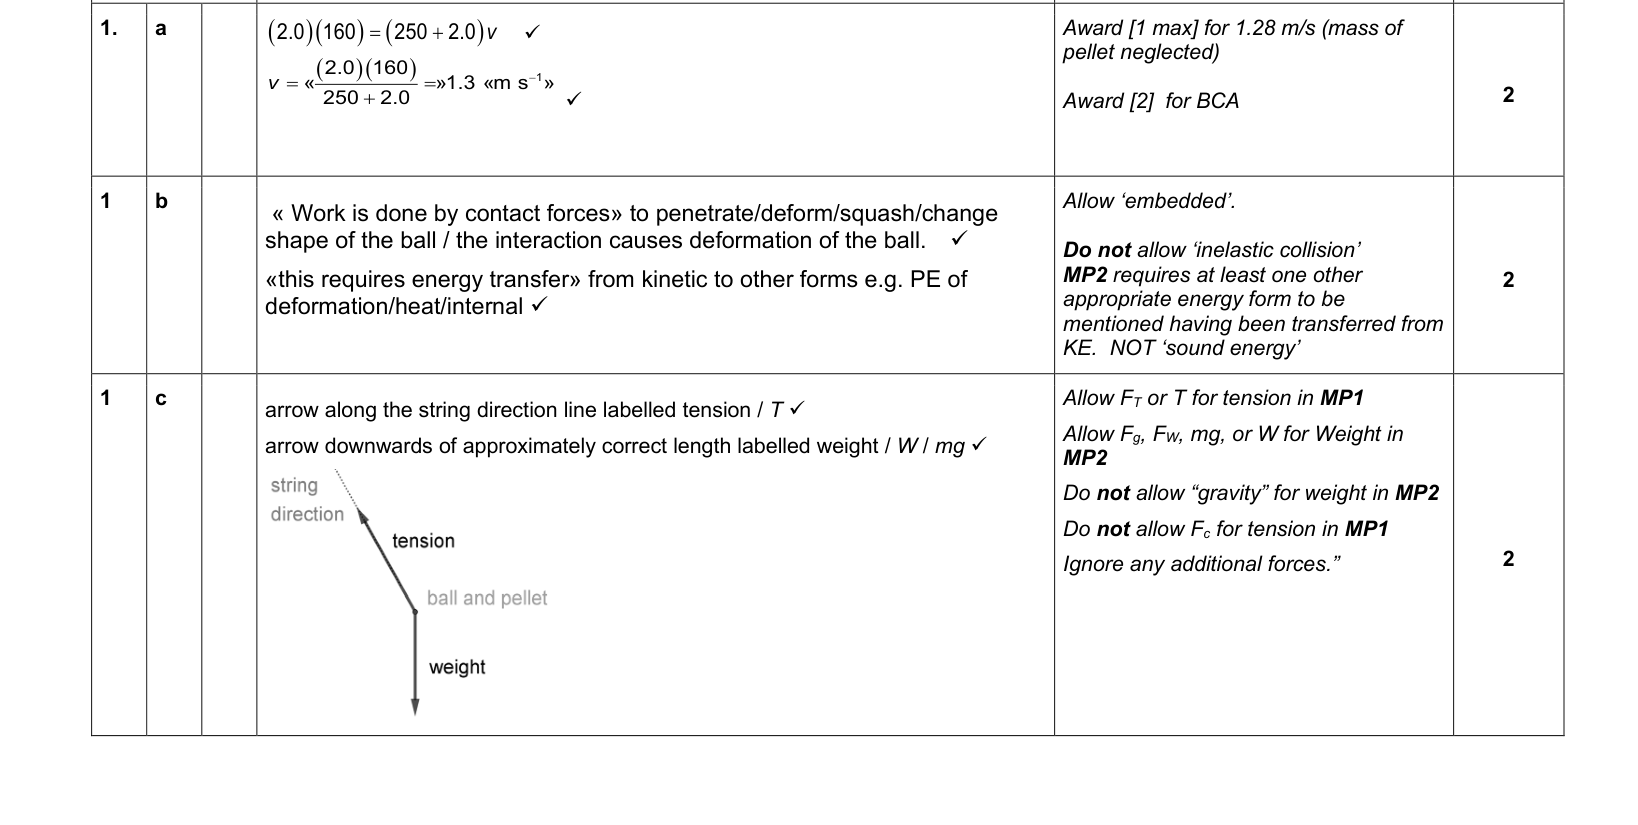 1.
a
(2.0)(160) = (250 + 2.0)v ✓
v = «(2.0)(160) / 250 + 2.0 =»1.3 «m s⁻¹» ✓
Award [1 max] for 1.28 m/s (mass of
pellet neglected)
Award [2] for BCA
2
1
b
« Work is done by contact forces» to penetrate/deform/squash/change
shape of the ball / the interaction causes deformation of the ball. ✓
«this requires energy transfer» from kinetic to other forms e.g. PE of
deformation/heat/internal ✓
Allow ‘embedded’.
Do not allow ‘inelastic collision’
MP2 requires at least one other
appropriate energy form to be
mentioned having been transferred from
KE. NOT ‘sound energy’
2
1
c
arrow along the string direction line labelled tension / T ✓
arrow downwards of approximately correct length labelled weight / W / mg ✓
string
direction
tension
ball and pellet
weight
Allow F_T or T for tension in MP1
Allow F_g, F_W, mg, or W for Weight in
MP2
Do not allow “gravity” for weight in MP2
Do not allow F_c for tension in MP1
Ignore any additional forces.”
2